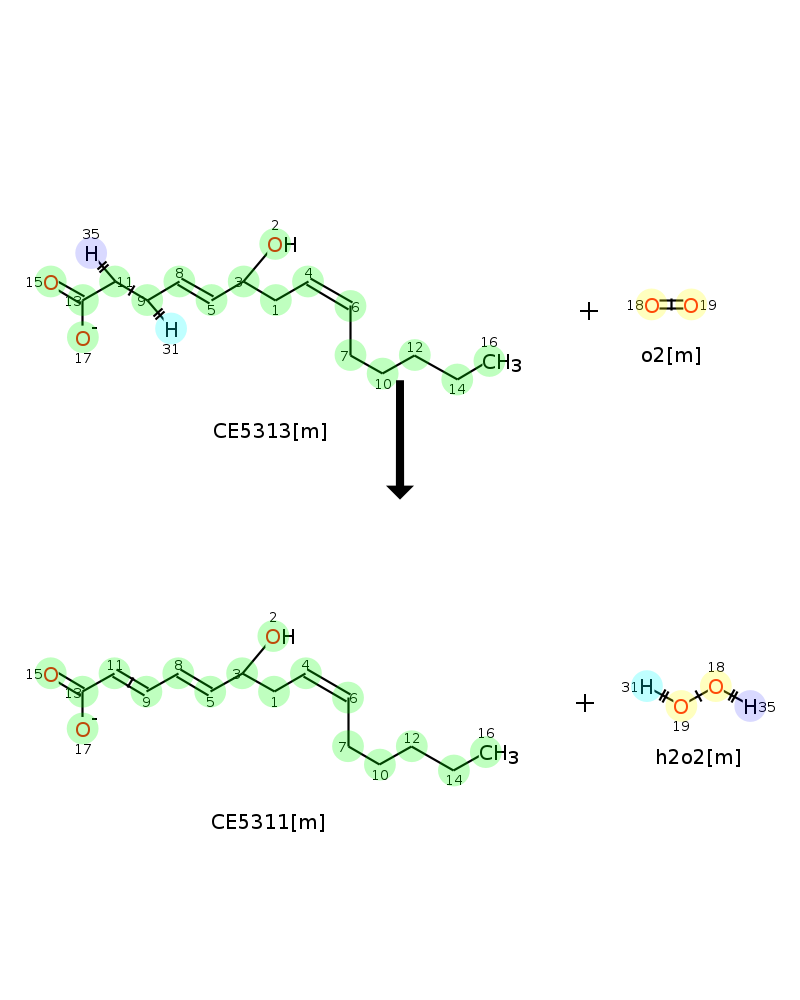 2
35
H OH
8 4
11
15 O 13 9 3 18 O O 19
+
5 1 6
O - H
17 31
7 12 16
CH3
10 14
o2[m]
CE5313[m]
2
OH
11 8 4 18
15 O 13 3 31 H O
9 5 1 6 + O H 35
O - 19
17
7 12 16
CH3
10 14
h2o2[m]
CE5311[m]